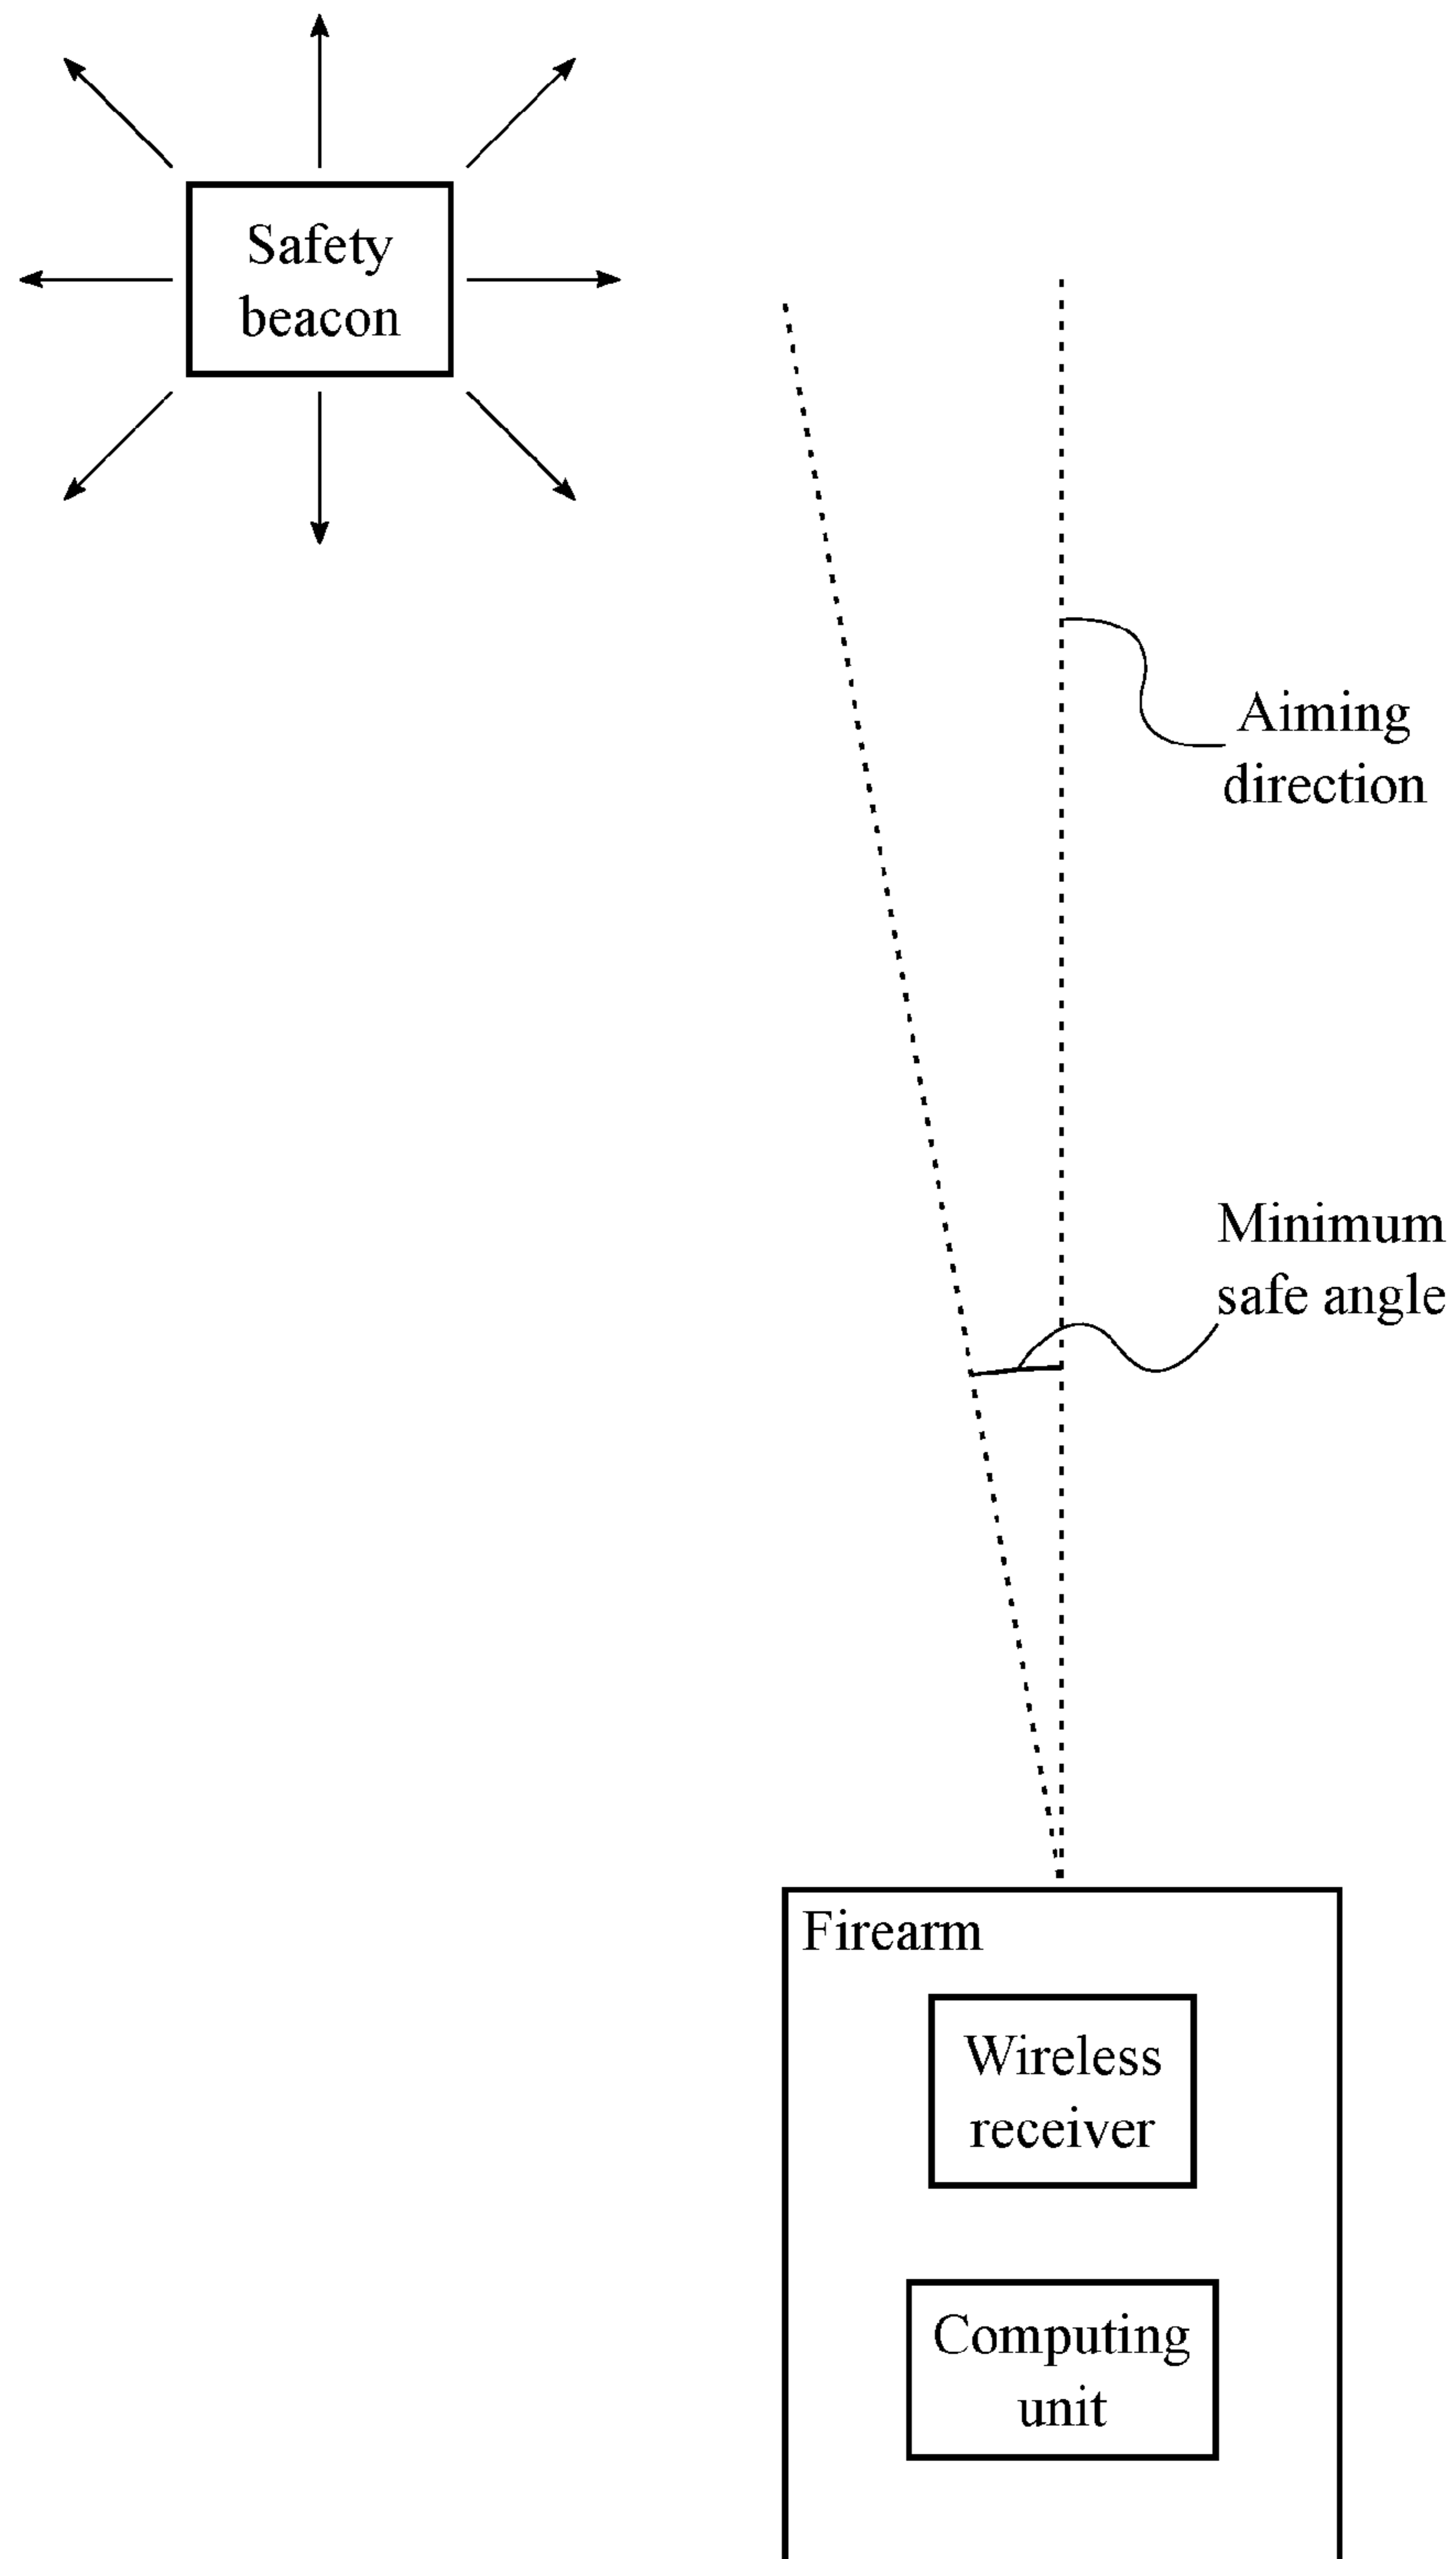 Safety
beacon
Aiming
direction
Minimum
safe angle
Firearm
Wireless
receiver
Computing
unit